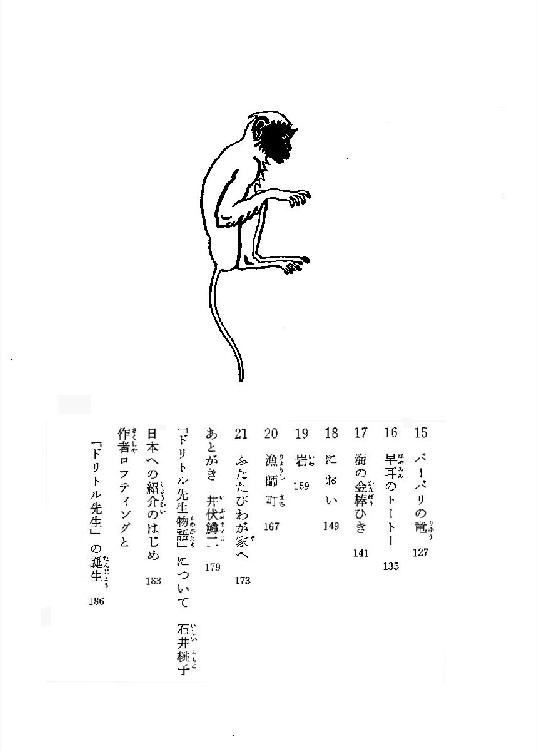 15 バーバリの竜 127
16 早耳のトートー 135
17 海の金棒ひき 141
18 におい 149
19 岩 159
20 漁師町 167
21 ふたたびわが家へ 173
あとがき 井伏鱒二 179
「ドリトル先生物語」について 石井桃子
日本への紹介のはじめ 183
作者ロフティングと
「ドリトル先生」の誕生 186